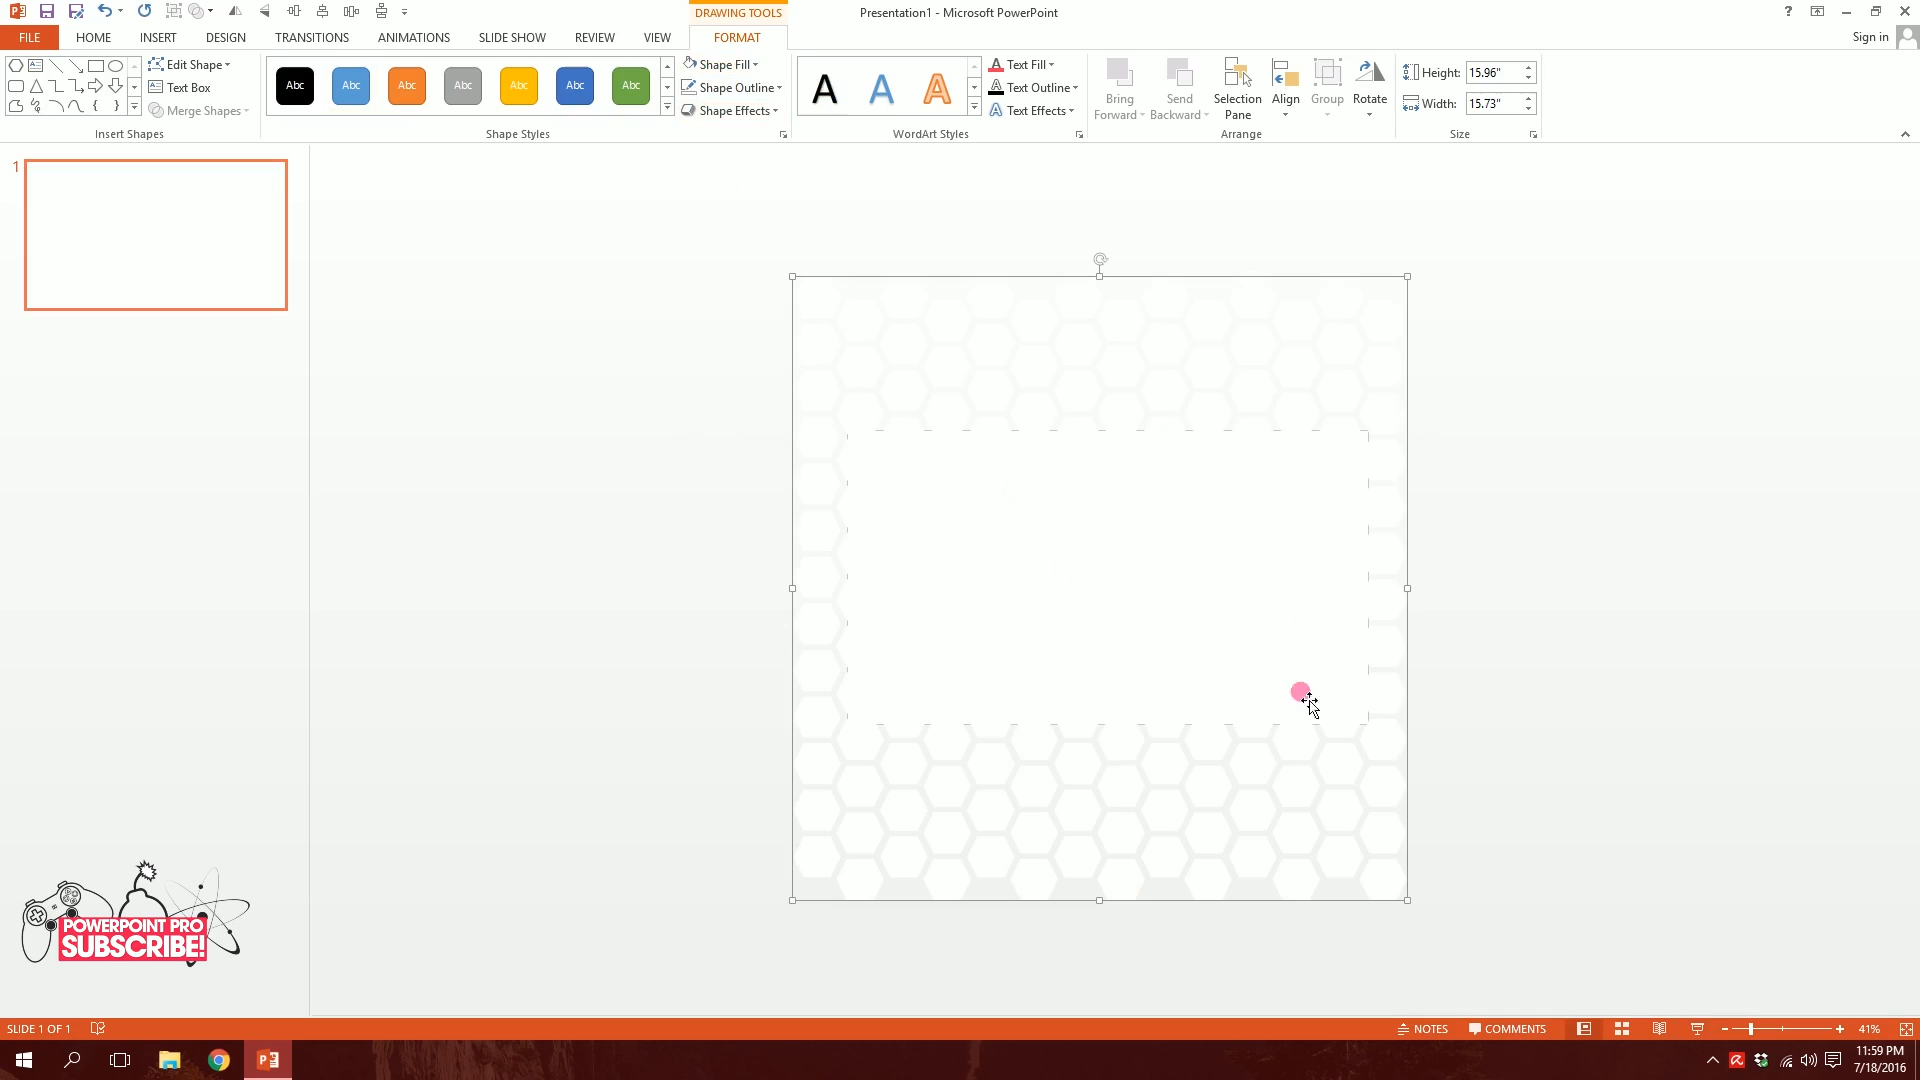 Presentation1 - Microsoft PowerPoint
DRAWING TOOLS
FILE HOME INSERT DESIGN TRANSITIONS ANIMATIONS SLIDE SHOW REVIEW VIEW FORMAT
Sign in
Edit Shape
Text Box
Merge Shapes
Insert Shapes
Abc Abc Abc Abc Abc Abc Abc
Shape Fill
Shape Outline
Shape Effects
Shape Styles
A A A
Text Fill
Text Outline
Text Effects
WordArt Styles
Bring Forward
Send Backward
Selection Pane
Align
Group
Rotate
Arrange
Height: 15.96"
Width: 15.73"
Size
1
POWERPOINT PRO
SUBSCRIBE!
SLIDE 1 OF 1
NOTES
COMMENTS
41%
11:59 PM
7/18/2016